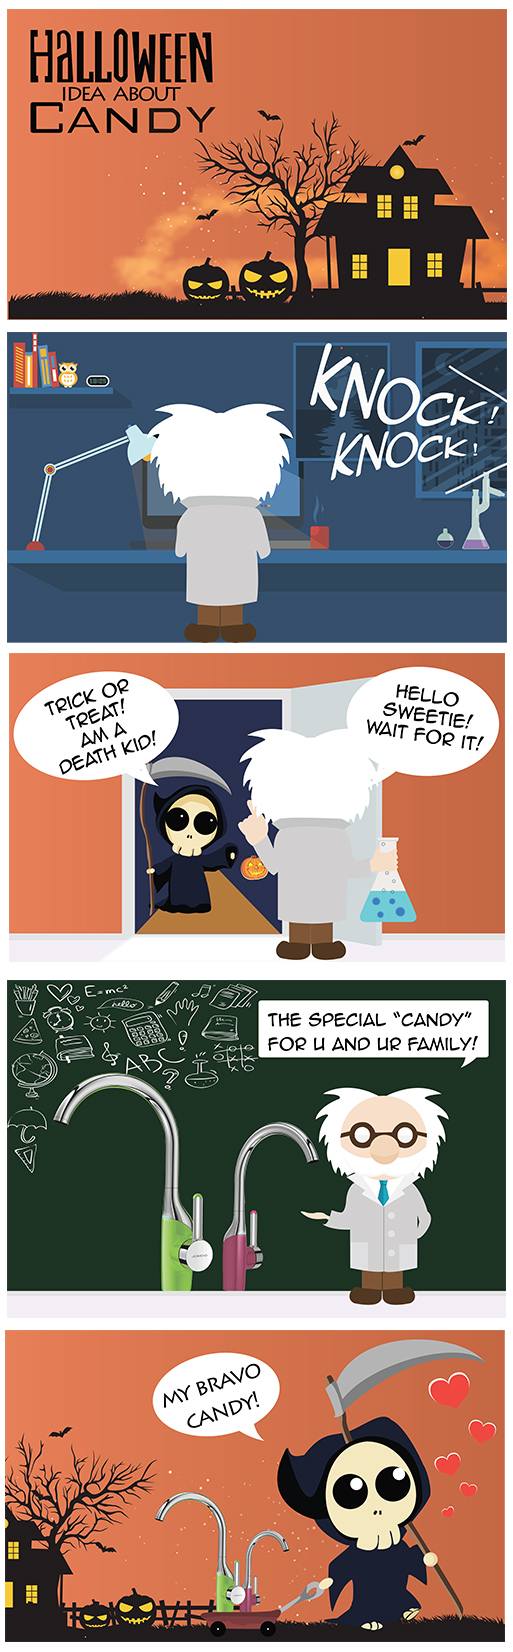 HALLOWEEN
IDEA ABOUT
CANDY
KNOCK!
KNOCK!
TRICK OR
TREAT!
AM A
DEATH KID!
HELLO
SWEETIE!
WAIT FOR IT!
E=mc²
hello
ABC
?
THE SPECIAL "CANDY"
FOR U AND UR FAMILY!
MY BRAVO
CANDY!